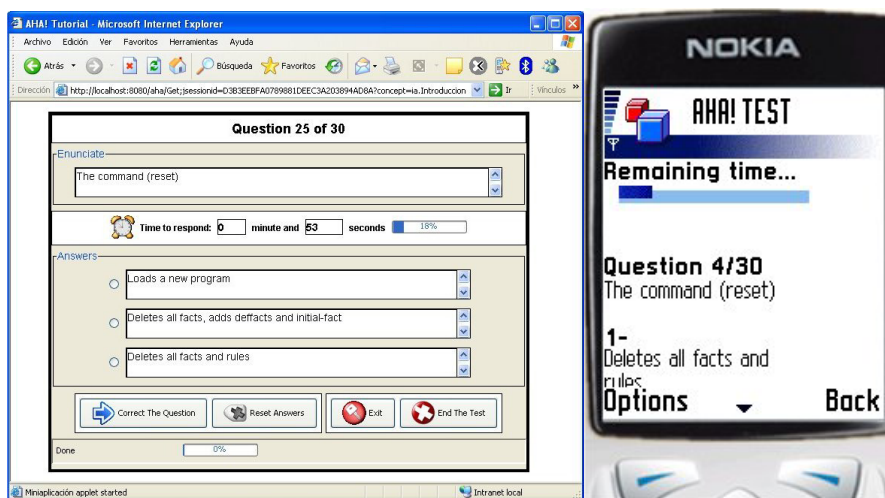 AHA! Tutorial - Microsoft Internet Explorer
Archivo Edición Ver Favoritos Herramientas Ayuda
Atrás Búsqueda Favoritos
Dirección http://localhost:8080/aha/Get;jsessionid=D3B3EEBFA0789881DEEC3A203894AD8A?concept=ia.Introduccion Ir Vínculos »
Question 25 of 30
Enunciate
The command (reset)
Time to respond: 0 minute and 53 seconds 18%
Answers
Loads a new program
Deletes all facts, adds deffacts and initial-fact
Deletes all facts and rules
Correct The Question Reset Answers Exit End The Test
Done 0%
Miniaplicación applet started Intranet local
NOKIA
AHA! TEST
Remaining time...
Question 4/30
The command (reset)
1-
Deletes all facts and
rules
Options Back